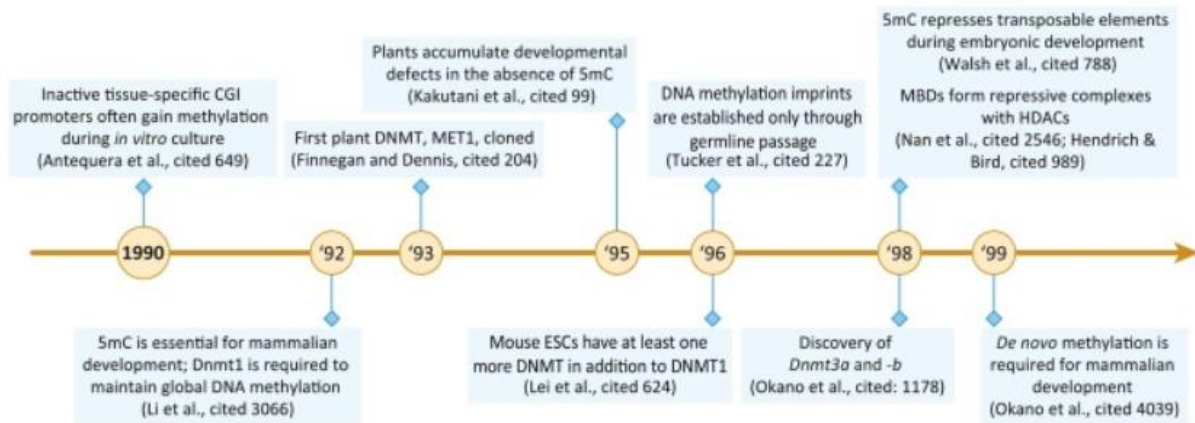 Inactive tissue-specific CGI
promoters often gain methylation
during in vitro culture
(Antequera et al., cited 649)
First plant DNMT, MET1, cloned
(Finnegan and Dennis, cited 204)
Plants accumulate developmental
defects in the absence of 5mC
(Kakutani et al., cited 99)
DNA methylation imprints
are established only through
germline passage
(Tucker et al., cited 227)
5mC represses transposable elements
during embryonic development
(Walsh et al., cited 788)
MBDs form repressive complexes
with HDACs
(Nan et al., cited 2546; Hendrich &
Bird, cited 989)
1990
‘92
‘93
‘95
‘96
‘98
‘99
5mC is essential for mammalian
development; Dnmt1 is required to
maintain global DNA methylation
(Li et al., cited 3066)
Mouse ESCs have at least one
more DNMT in addition to DNMT1
(Lei et al., cited 624)
Discovery of
Dnmt3a and -b
(Okano et al., cited: 1178)
De novo methylation is
required for mammalian
development
(Okano et al., cited 4039)